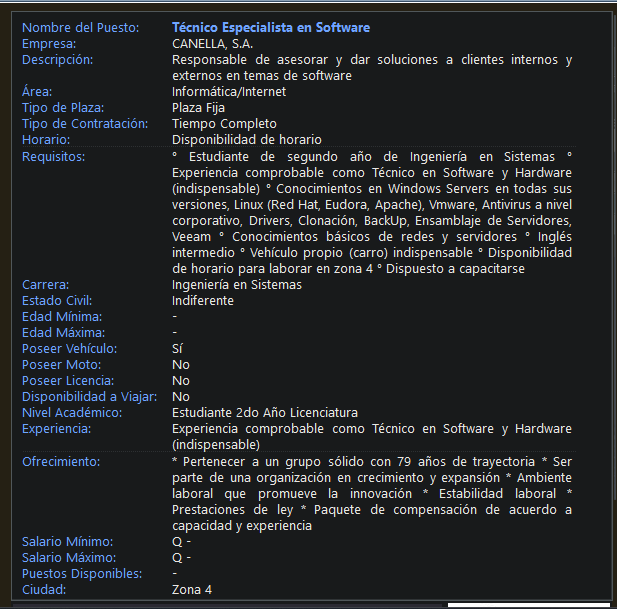 Nombre del Puesto: Técnico Especialista en Software
Empresa: CANELLA, S.A.
Descripción: Responsable de asesorar y dar soluciones a clientes internos y
externos en temas de software
Área: Informática/Internet
Tipo de Plaza: Plaza Fija
Tipo de Contratación: Tiempo Completo
Horario: Disponibilidad de horario
Requisitos: ° Estudiante de segundo año de Ingeniería en Sistemas °
Experiencia comprobable como Técnico en Software y Hardware
(indispensable) ° Conocimientos en Windows Servers en todas sus
versiones, Linux (Red Hat, Eudora, Apache), Vmware, Antivirus a nivel
corporativo, Drivers, Clonación, BackUp, Ensamblaje de Servidores,
Veeam ° Conocimientos básicos de redes y servidores ° Inglés
intermedio ° Vehículo propio (carro) indispensable ° Disponibilidad
de horario para laborar en zona 4 ° Dispuesto a capacitarse
Carrera: Ingeniería en Sistemas
Estado Civil: Indiferente
Edad Mínima: -
Edad Máxima: -
Poseer Vehículo: Sí
Poseer Moto: No
Poseer Licencia: No
Disponibilidad a Viajar: No
Nivel Académico: Estudiante 2do Año Licenciatura
Experiencia: Experiencia comprobable como Técnico en Software y Hardware
(indispensable)
Ofrecimiento: * Pertenecer a un grupo sólido con 79 años de trayectoria * Ser
parte de una organización en crecimiento y expansión * Ambiente
laboral que promueve la innovación * Estabilidad laboral *
Prestaciones de ley * Paquete de compensación de acuerdo a
capacidad y experiencia
Salario Mínimo: Q -
Salario Máximo: Q -
Puestos Disponibles: -
Ciudad: Zona 4